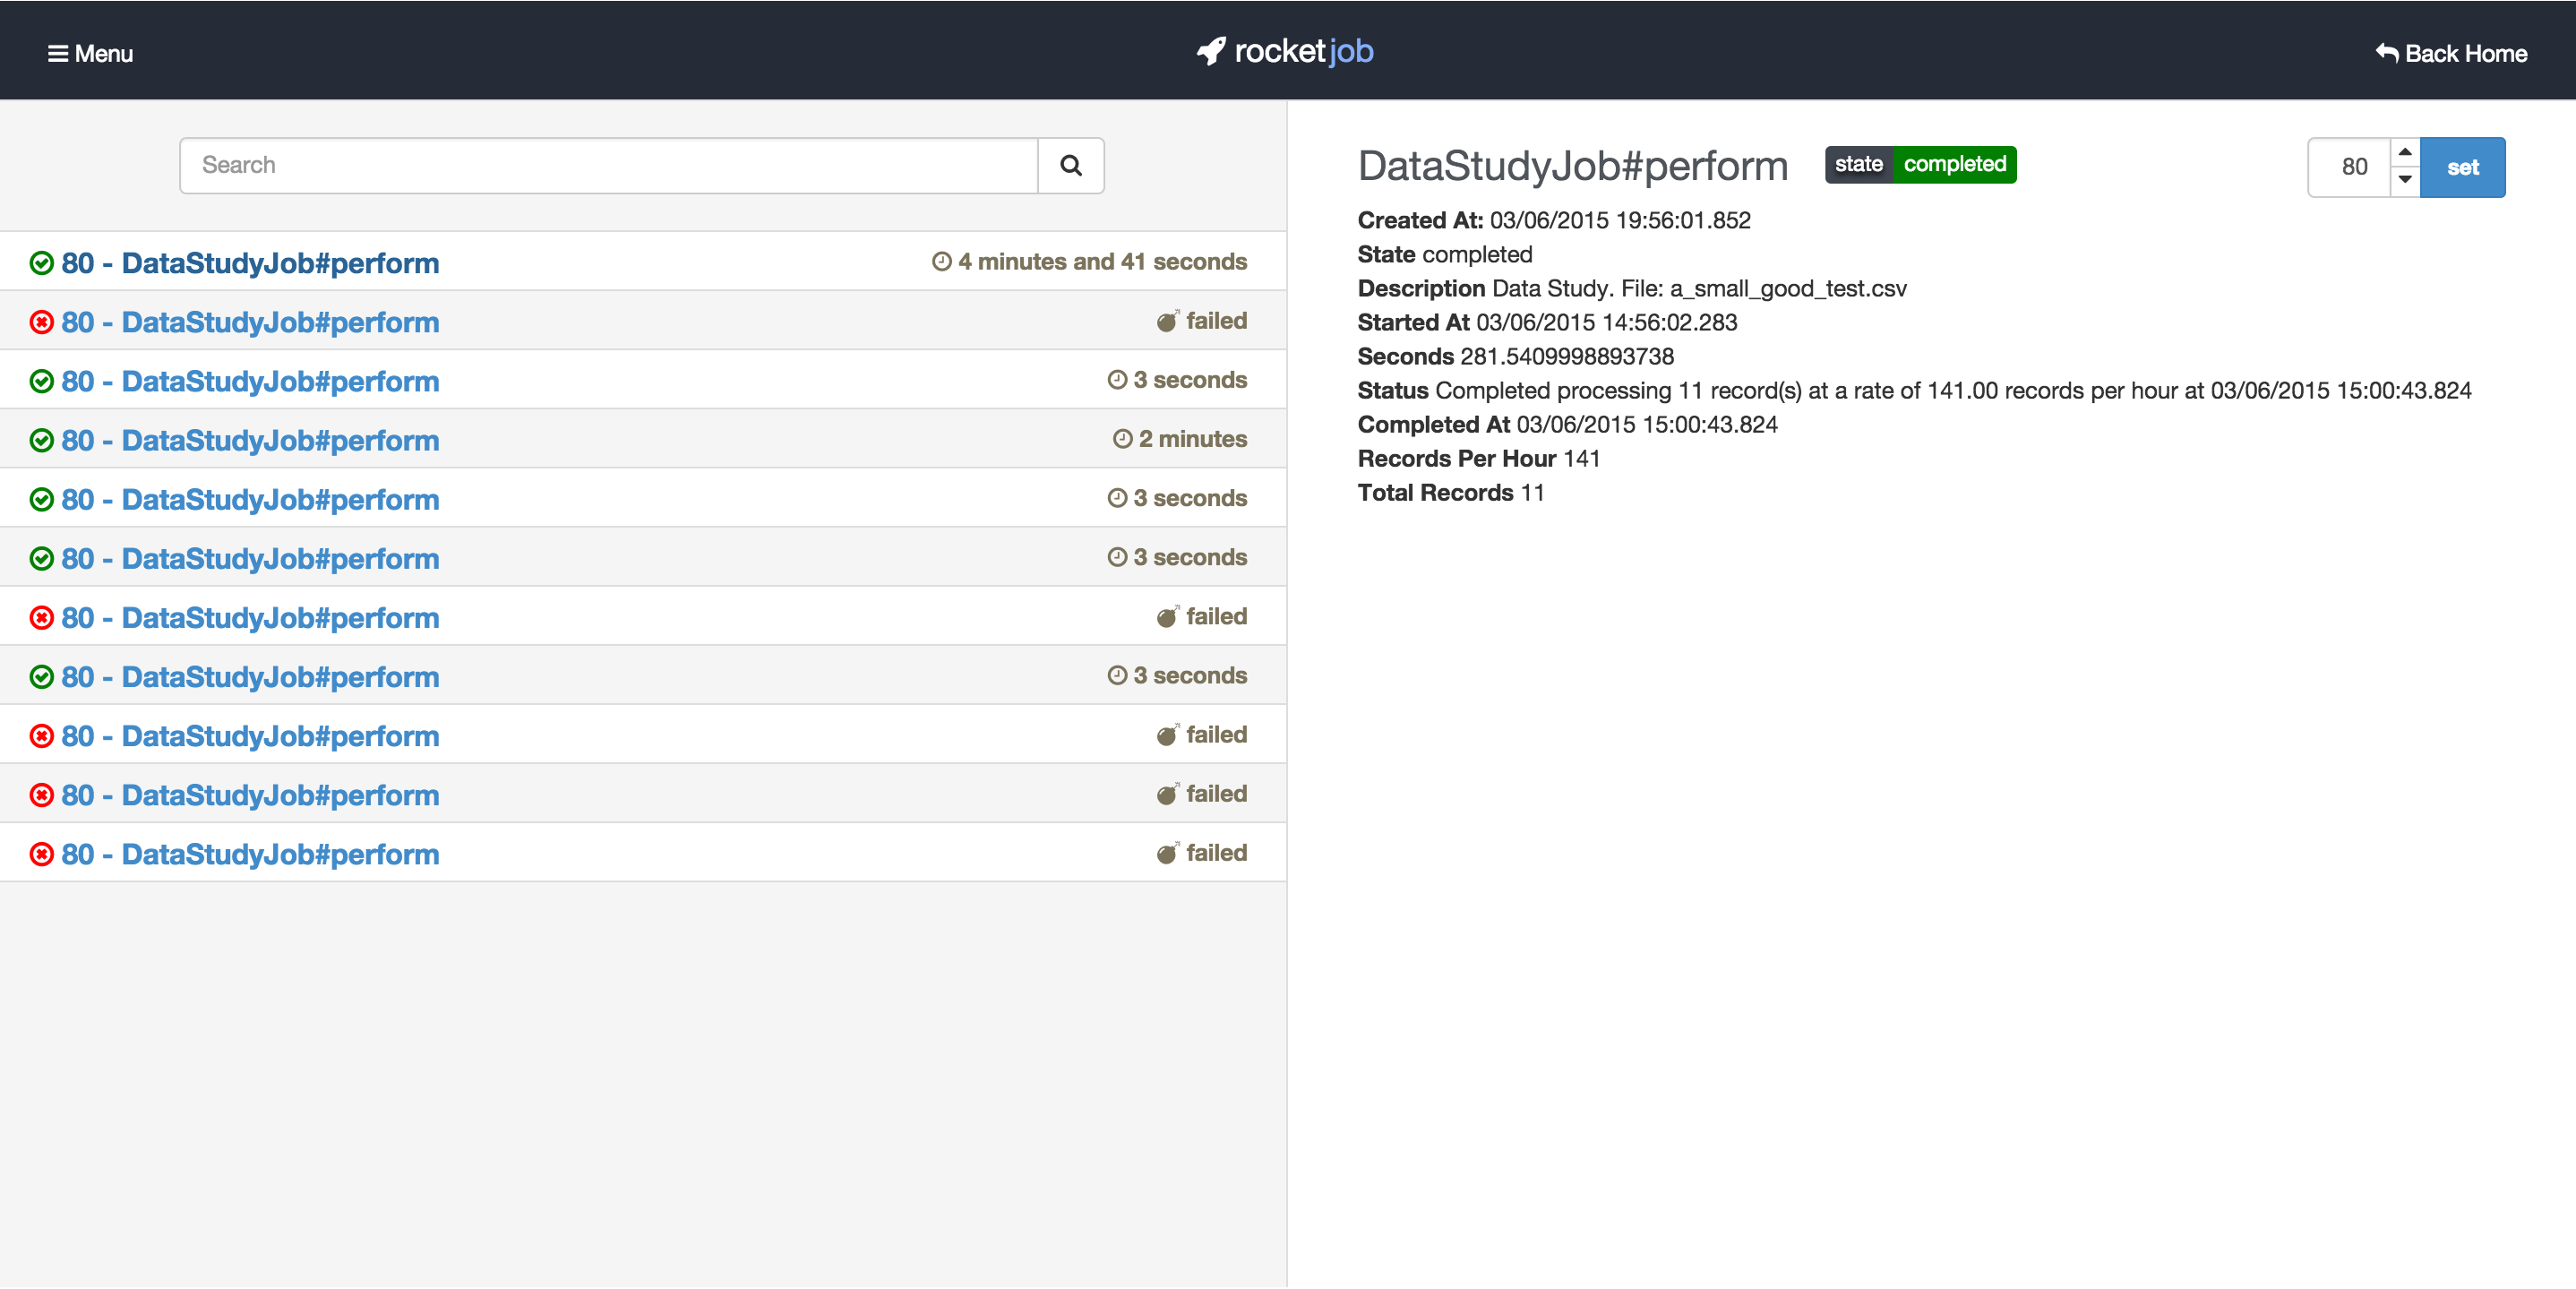 Menu
rocketjob
Back Home
Search
80 - DataStudyJob#perform 4 minutes and 41 seconds
80 - DataStudyJob#perform failed
80 - DataStudyJob#perform 3 seconds
80 - DataStudyJob#perform 2 minutes
80 - DataStudyJob#perform 3 seconds
80 - DataStudyJob#perform 3 seconds
80 - DataStudyJob#perform failed
80 - DataStudyJob#perform 3 seconds
80 - DataStudyJob#perform failed
80 - DataStudyJob#perform failed
80 - DataStudyJob#perform failed
DataStudyJob#perform state completed 80 set
Created At: 03/06/2015 19:56:01.852
State completed
Description Data Study. File: a_small_good_test.csv
Started At 03/06/2015 14:56:02.283
Seconds 281.5409998893738
Status Completed processing 11 record(s) at a rate of 141.00 records per hour at 03/06/2015 15:00:43.824
Completed At 03/06/2015 15:00:43.824
Records Per Hour 141
Total Records 11